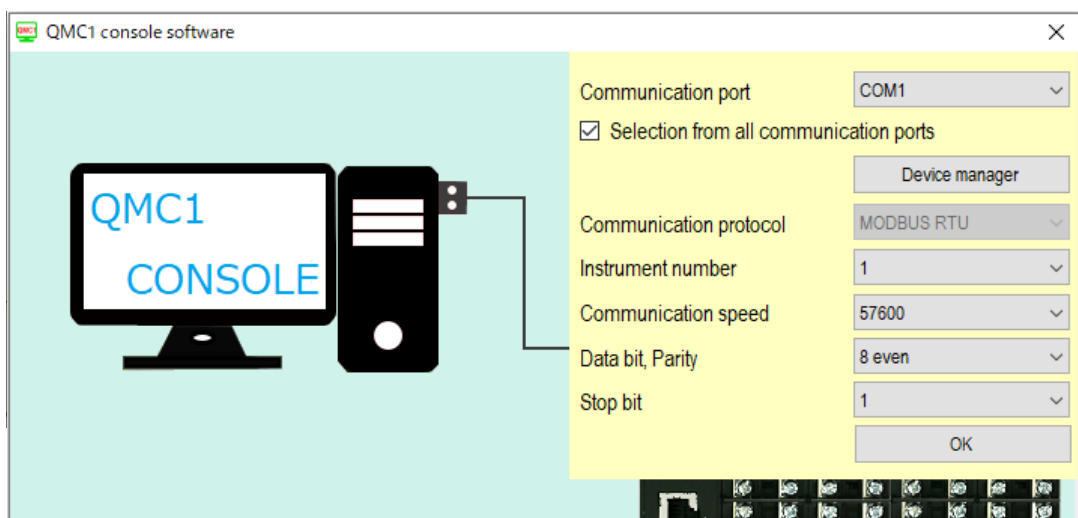 QMC1 QMC1 console software
QMC1
CONSOLE
Communication port COM1
Selection from all communication ports
Device manager
Communication protocol MODBUS RTU
Instrument number 1
Communication speed 57600
Data bit, Parity 8 even
Stop bit 1
OK